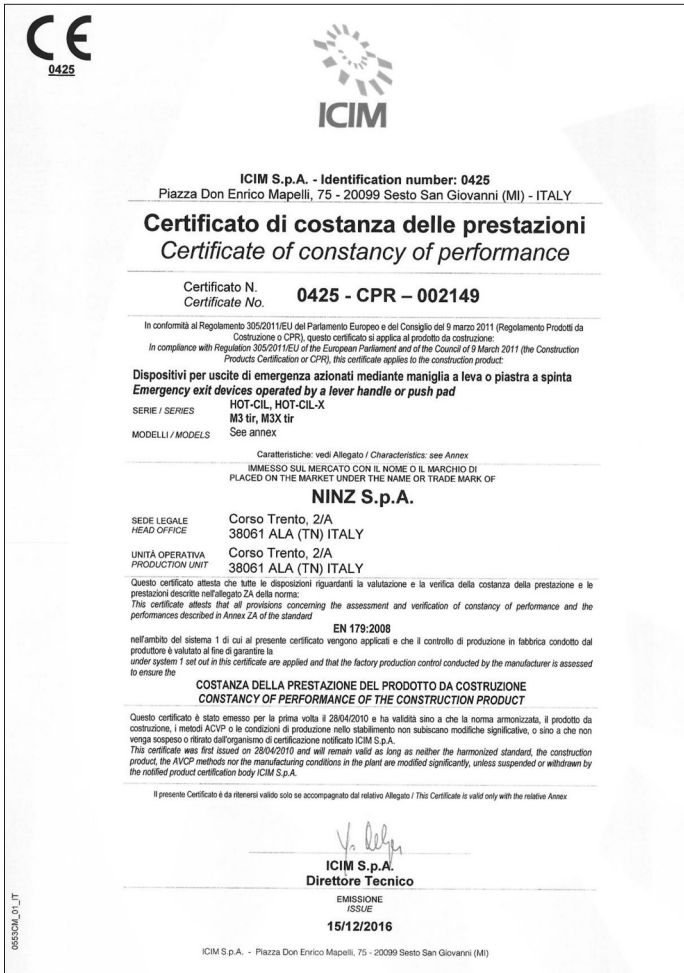 CE
0425
ICIM
ICIM S.p.A. - Identification number: 0425
Piazza Don Enrico Mapelli, 75 - 20099 Sesto San Giovanni (MI) - ITALY
Certificato di costanza delle prestazioni
Certificate of constancy of performance
Certificato N.
Certificate No.
0425 - CPR – 002149
In conformità al Regolamento 305/2011/EU del Parlamento Europeo e del Consiglio del 9 marzo 2011 (Regolamento Prodotti da
Costruzione o CPR), questo certificato si applica al prodotto da costruzione:
In compliance with Regulation 305/2011/EU of the European Parliament and of the Council of 9 March 2011 (the Construction
Products Certification or CPR), this certificate applies to the construction product:
Dispositivi per uscite di emergenza azionati mediante maniglia a leva o piastra a spinta
Emergency exit devices operated by a lever handle or push pad
SERIE / SERIES
HOT-CIL, HOT-CIL-X
M3 tir, M3X tir
MODELLI / MODELS
See annex
Caratteristiche: vedi Allegato / Characteristics: see Annex
IMMESSO SUL MERCATO CON IL NOME O IL MARCHIO DI
PLACED ON THE MARKET UNDER THE NAME OR TRADE MARK OF
NINZ S.p.A.
SEDE LEGALE
HEAD OFFICE
Corso Trento, 2/A
38061 ALA (TN) ITALY
UNITÀ OPERATIVA
PRODUCTION UNIT
Corso Trento, 2/A
38061 ALA (TN) ITALY
Questo certificato attesta che tutte le disposizioni riguardanti la valutazione e la verifica della costanza della prestazione e le
prestazioni descritte nell'allegato ZA della norma:
This certificate attests that all provisions concerning the assessment and verification of constancy of performance and the
performances described in Annex ZA of the standard
EN 179:2008
nell'ambito del sistema 1 di cui al presente certificato vengono applicati e che il controllo di produzione in fabbrica condotto dal
produttore è valutato al fine di garantire la
under system 1 set out in this certificate are applied and that the factory production control conducted by the manufacturer is assessed
to ensure the
COSTANZA DELLA PRESTAZIONE DEL PRODOTTO DA COSTRUZIONE
CONSTANCY OF PERFORMANCE OF THE CONSTRUCTION PRODUCT
Questo certificato è stato emesso per la prima volta il 28/04/2010 e ha validità sino a che la norma armonizzata, il prodotto da
costruzione, i metodi ACVP o le condizioni di produzione nello stabilimento non subiscano modifiche significative, o sino a che non
venga sospeso o ritirato dall'organismo di certificazione notificato ICIM S.p.A.
This certificate was first issued on 28/04/2010 and will remain valid as long as neither the harmonized standard, the construction
product, the AVCP methods nor the manufacturing conditions in the plant are modified significantly, unless suspended or withdrawn by
the notified product certification body ICIM S.p.A.
Il presente Certificato è da ritenersi valido solo se accompagnato dal relativo Allegato / This Certificate is valid only with the relative Annex
ICIM S.p.A.
Direttore Tecnico
EMISSIONE
ISSUE
15/12/2016
ICIM S.p.A. - Piazza Don Enrico Mapelli, 75 - 20099 Sesto San Giovanni (MI)
0553CM_01_IT